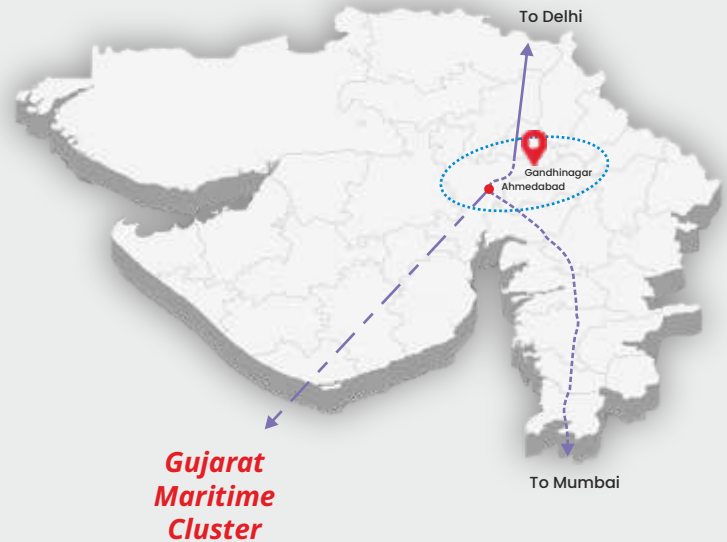 To Delhi
Gandhinagar
Ahmedabad
Gujarat
Maritime
Cluster
To Mumbai